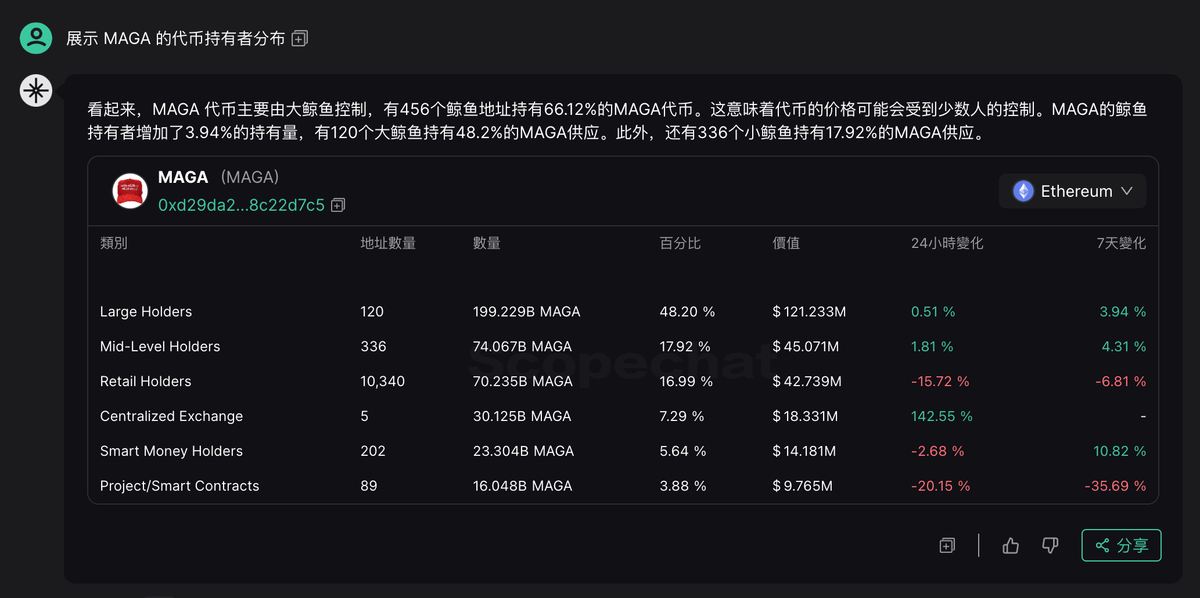 展示 MAGA 的代币持有者分布
看起来，MAGA 代币主要由大鲸鱼控制，有456个鲸鱼地址持有66.12%的MAGA代币。这意味着代币的价格可能会受到少数人的控制。MAGA的鲸鱼
持有者增加了3.94%的持有量，有120个大鲸鱼持有48.2%的MAGA供应。此外，还有336个小鲸鱼持有17.92%的MAGA供应。
MAGA (MAGA)
0xd29da2...8c22d7c5
Ethereum
類別 地址數量 數量 百分比 價值 24小時變化 7天變化
Large Holders 120 199.229B MAGA 48.20 % $ 121.233M 0.51 % 3.94 %
Mid-Level Holders 336 74.067B MAGA 17.92 % $ 45.071M 1.81 % 4.31 %
Scopechat
Retail Holders 10,340 70.235B MAGA 16.99 % $ 42.739M -15.72 % -6.81 %
Centralized Exchange 5 30.125B MAGA 7.29 % $ 18.331M 142.55 % -
Smart Money Holders 202 23.304B MAGA 5.64 % $ 14.181M -2.68 % 10.82 %
Project/Smart Contracts 89 16.048B MAGA 3.88 % $ 9.765M -20.15 % -35.69 %
分享